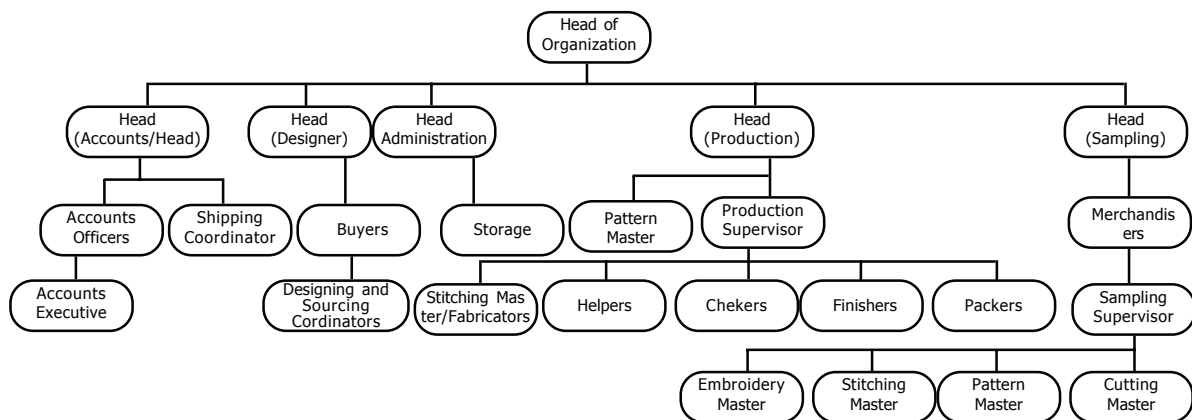 Head of
Organization
Head
(Accounts/Head)
Head
(Designer)
Head
Administration
Head
(Production)
Head
(Sampling)
Accounts
Officers
Shipping
Coordinator
Buyers
Storage
Pattern
Master
Production
Supervisor
Merchandis
ers
Accounts
Executive
Designing and
Sourcing
Cordinators
Stitching Mas
ter/Fabricators
Helpers
Chekers
Finishers
Packers
Sampling
Supervisor
Embroidery
Master
Stitching
Master
Pattern
Master
Cutting
Master